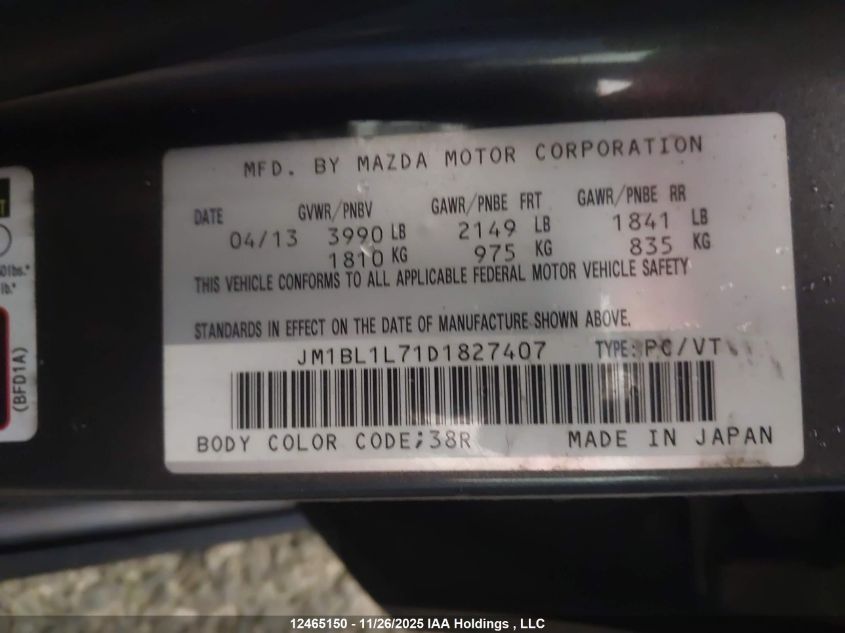 MFD. BY MAZDA MOTOR CORPORATION
DATE GVWR/PNBV GAWR/PNBE FRT GAWR/PNBE RR
04/13 3990 LB 2149 LB 1841 LB
1810 KG 975 KG 835 KG
THIS VEHICLE CONFORMS TO ALL APPLICABLE FEDERAL MOTOR VEHICLE SAFETY
STANDARDS IN EFFECT ON THE DATE OF MANUFACTURE SHOWN ABOVE.
JM1BL1L71D1827407 TYPE:PC/VT
BODY COLOR CODE;38R MADE IN JAPAN
lb.*
(BFD1A)
12465150 - 11/26/2025 IAA Holdings , LLC